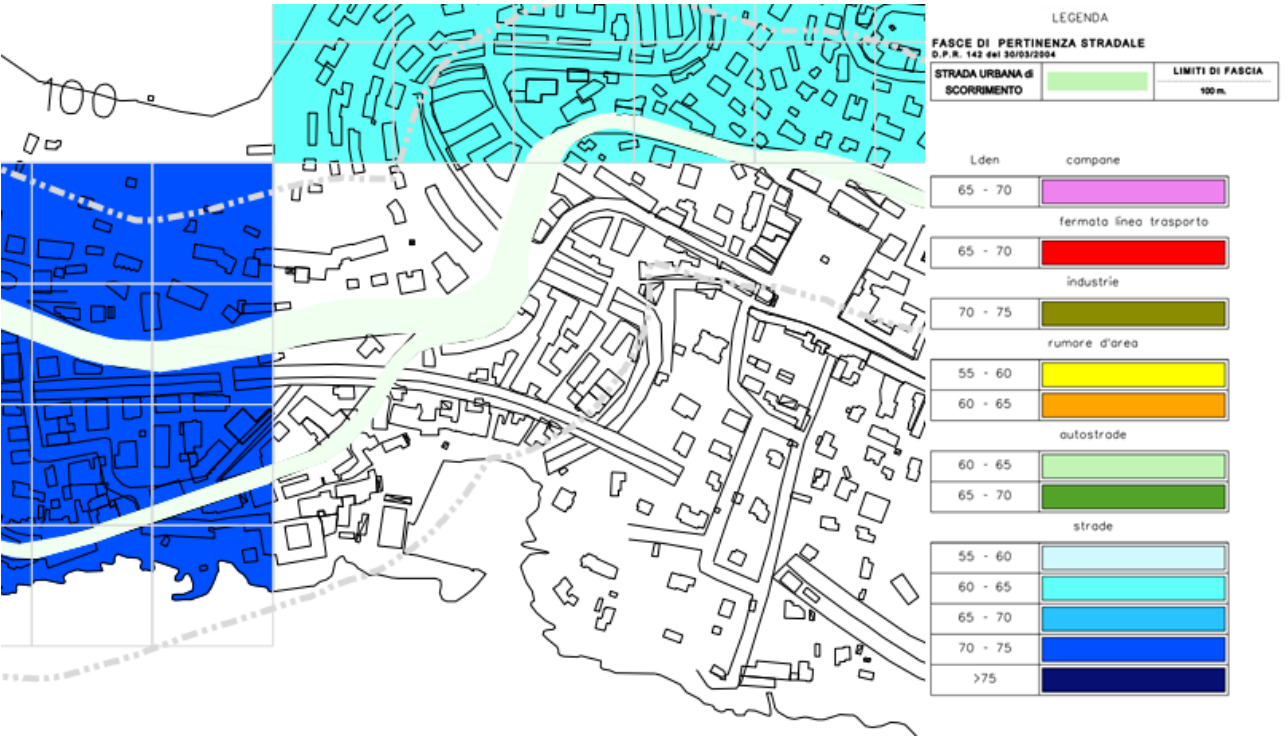 100
LEGENDA
FASCE DI PERTINENZA STRADALE
D.P.R. 142 del 30/03/2004
STRADA URBANA di SCORRIMENTO
LIMITI DI FASCIA
100 m.
Lden campane
65 - 70
fermata linea trasporto
65 - 70
industrie
70 - 75
rumore d'area
55 - 60
60 - 65
autostrade
60 - 65
65 - 70
strade
55 - 60
60 - 65
65 - 70
70 - 75
>75